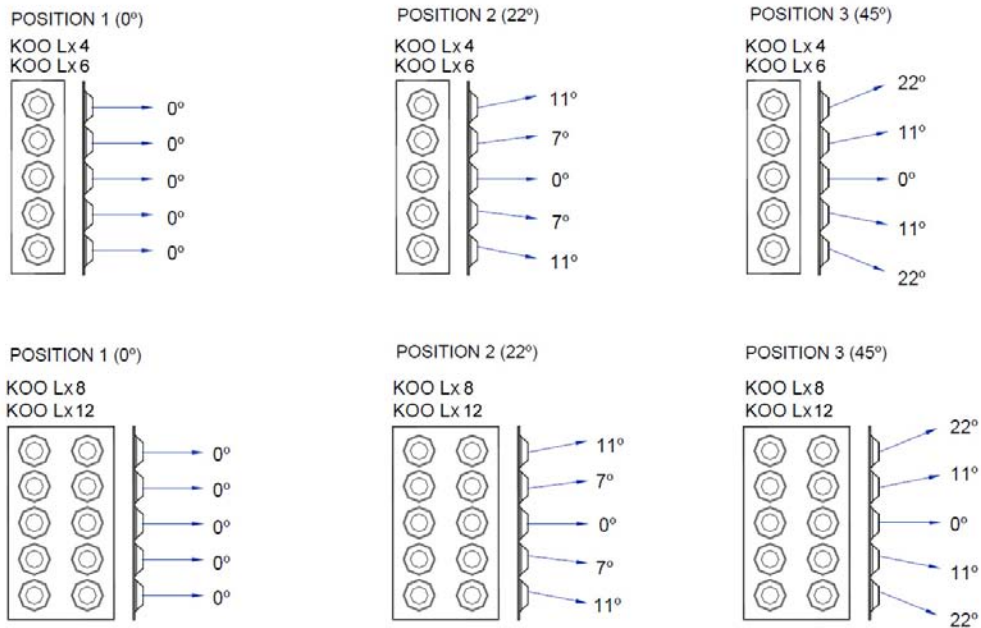 POSITION 1 (0º)
KOO Lx 4
KOO Lx 6
0º
0º
0º
0º
0º
POSITION 2 (22º)
KOO Lx 4
KOO Lx 6
11º
7º
0º
7º
11º
POSITION 3 (45º)
KOO Lx 4
KOO Lx 6
22º
11º
0º
11º
22º
POSITION 1 (0º)
KOO Lx 8
KOO Lx 12
0º
0º
0º
0º
0º
POSITION 2 (22º)
KOO Lx 8
KOO Lx 12
11º
7º
0º
7º
11º
POSITION 3 (45º)
KOO Lx 8
KOO Lx 12
22º
11º
0º
11º
22º